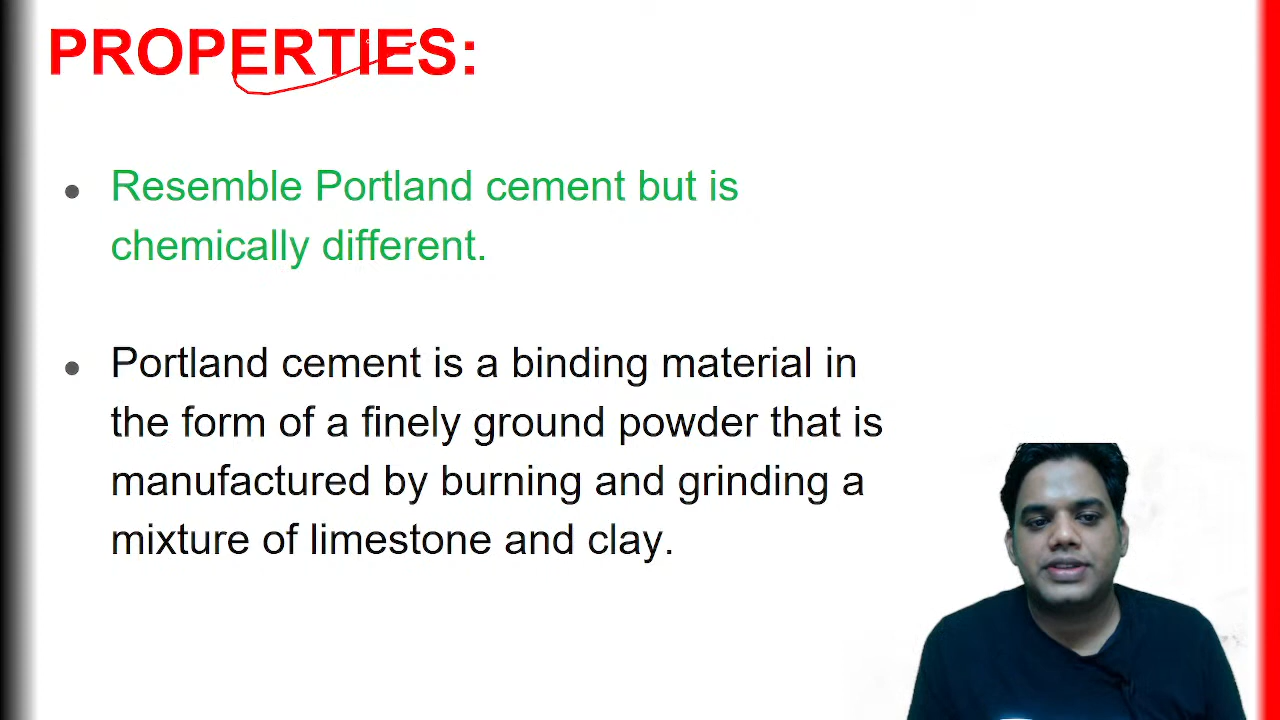 PROPERTIES:
● Resemble Portland cement but is
chemically different.
● Portland cement is a binding material in
the form of a finely ground powder that is
manufactured by burning and grinding a
mixture of limestone and clay.